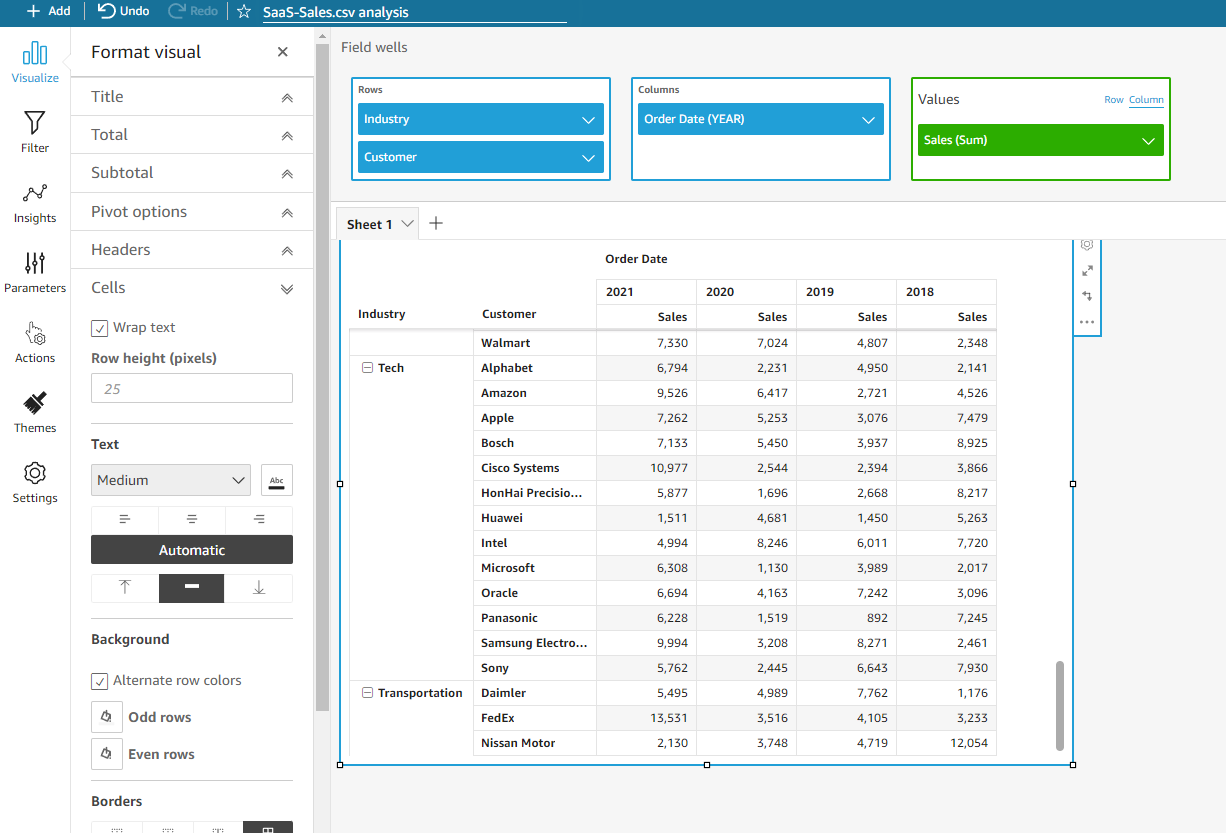 Add Undo Redo SaaS-Sales.csv analysis
Visualize
Filter
Insights
Parameters
Actions
Themes
Settings
Format visual
Title
Total
Subtotal
Pivot options
Headers
Cells
Wrap text
Row height (pixels)
25
Text
Medium Abc
Automatic
Background
Alternate row colors
Odd rows
Even rows
Borders
Field wells
Rows
Industry
Customer
Columns
Order Date (YEAR)
Values Row Column
Sales (Sum)
Sheet 1
Order Date
2021 2020 2019 2018
Industry Customer Sales Sales Sales Sales
Walmart 7,330 7,024 4,807 2,348
Tech Alphabet 6,794 2,231 4,950 2,141
Amazon 9,526 6,417 2,721 4,526
Apple 7,262 5,253 3,076 7,479
Bosch 7,133 5,450 3,937 8,925
Cisco Systems 10,977 2,544 2,394 3,866
HonHai Precisio... 5,877 1,696 2,668 8,217
Huawei 1,511 4,681 1,450 5,263
Intel 4,994 8,246 6,011 7,720
Microsoft 6,308 1,130 3,989 2,017
Oracle 6,694 4,163 7,242 3,096
Panasonic 6,228 1,519 892 7,245
Samsung Electro... 9,994 3,208 8,271 2,461
Sony 5,762 2,445 6,643 7,930
Transportation Daimler 5,495 4,989 7,762 1,176
FedEx 13,531 3,516 4,105 3,233
Nissan Motor 2,130 3,748 4,719 12,054